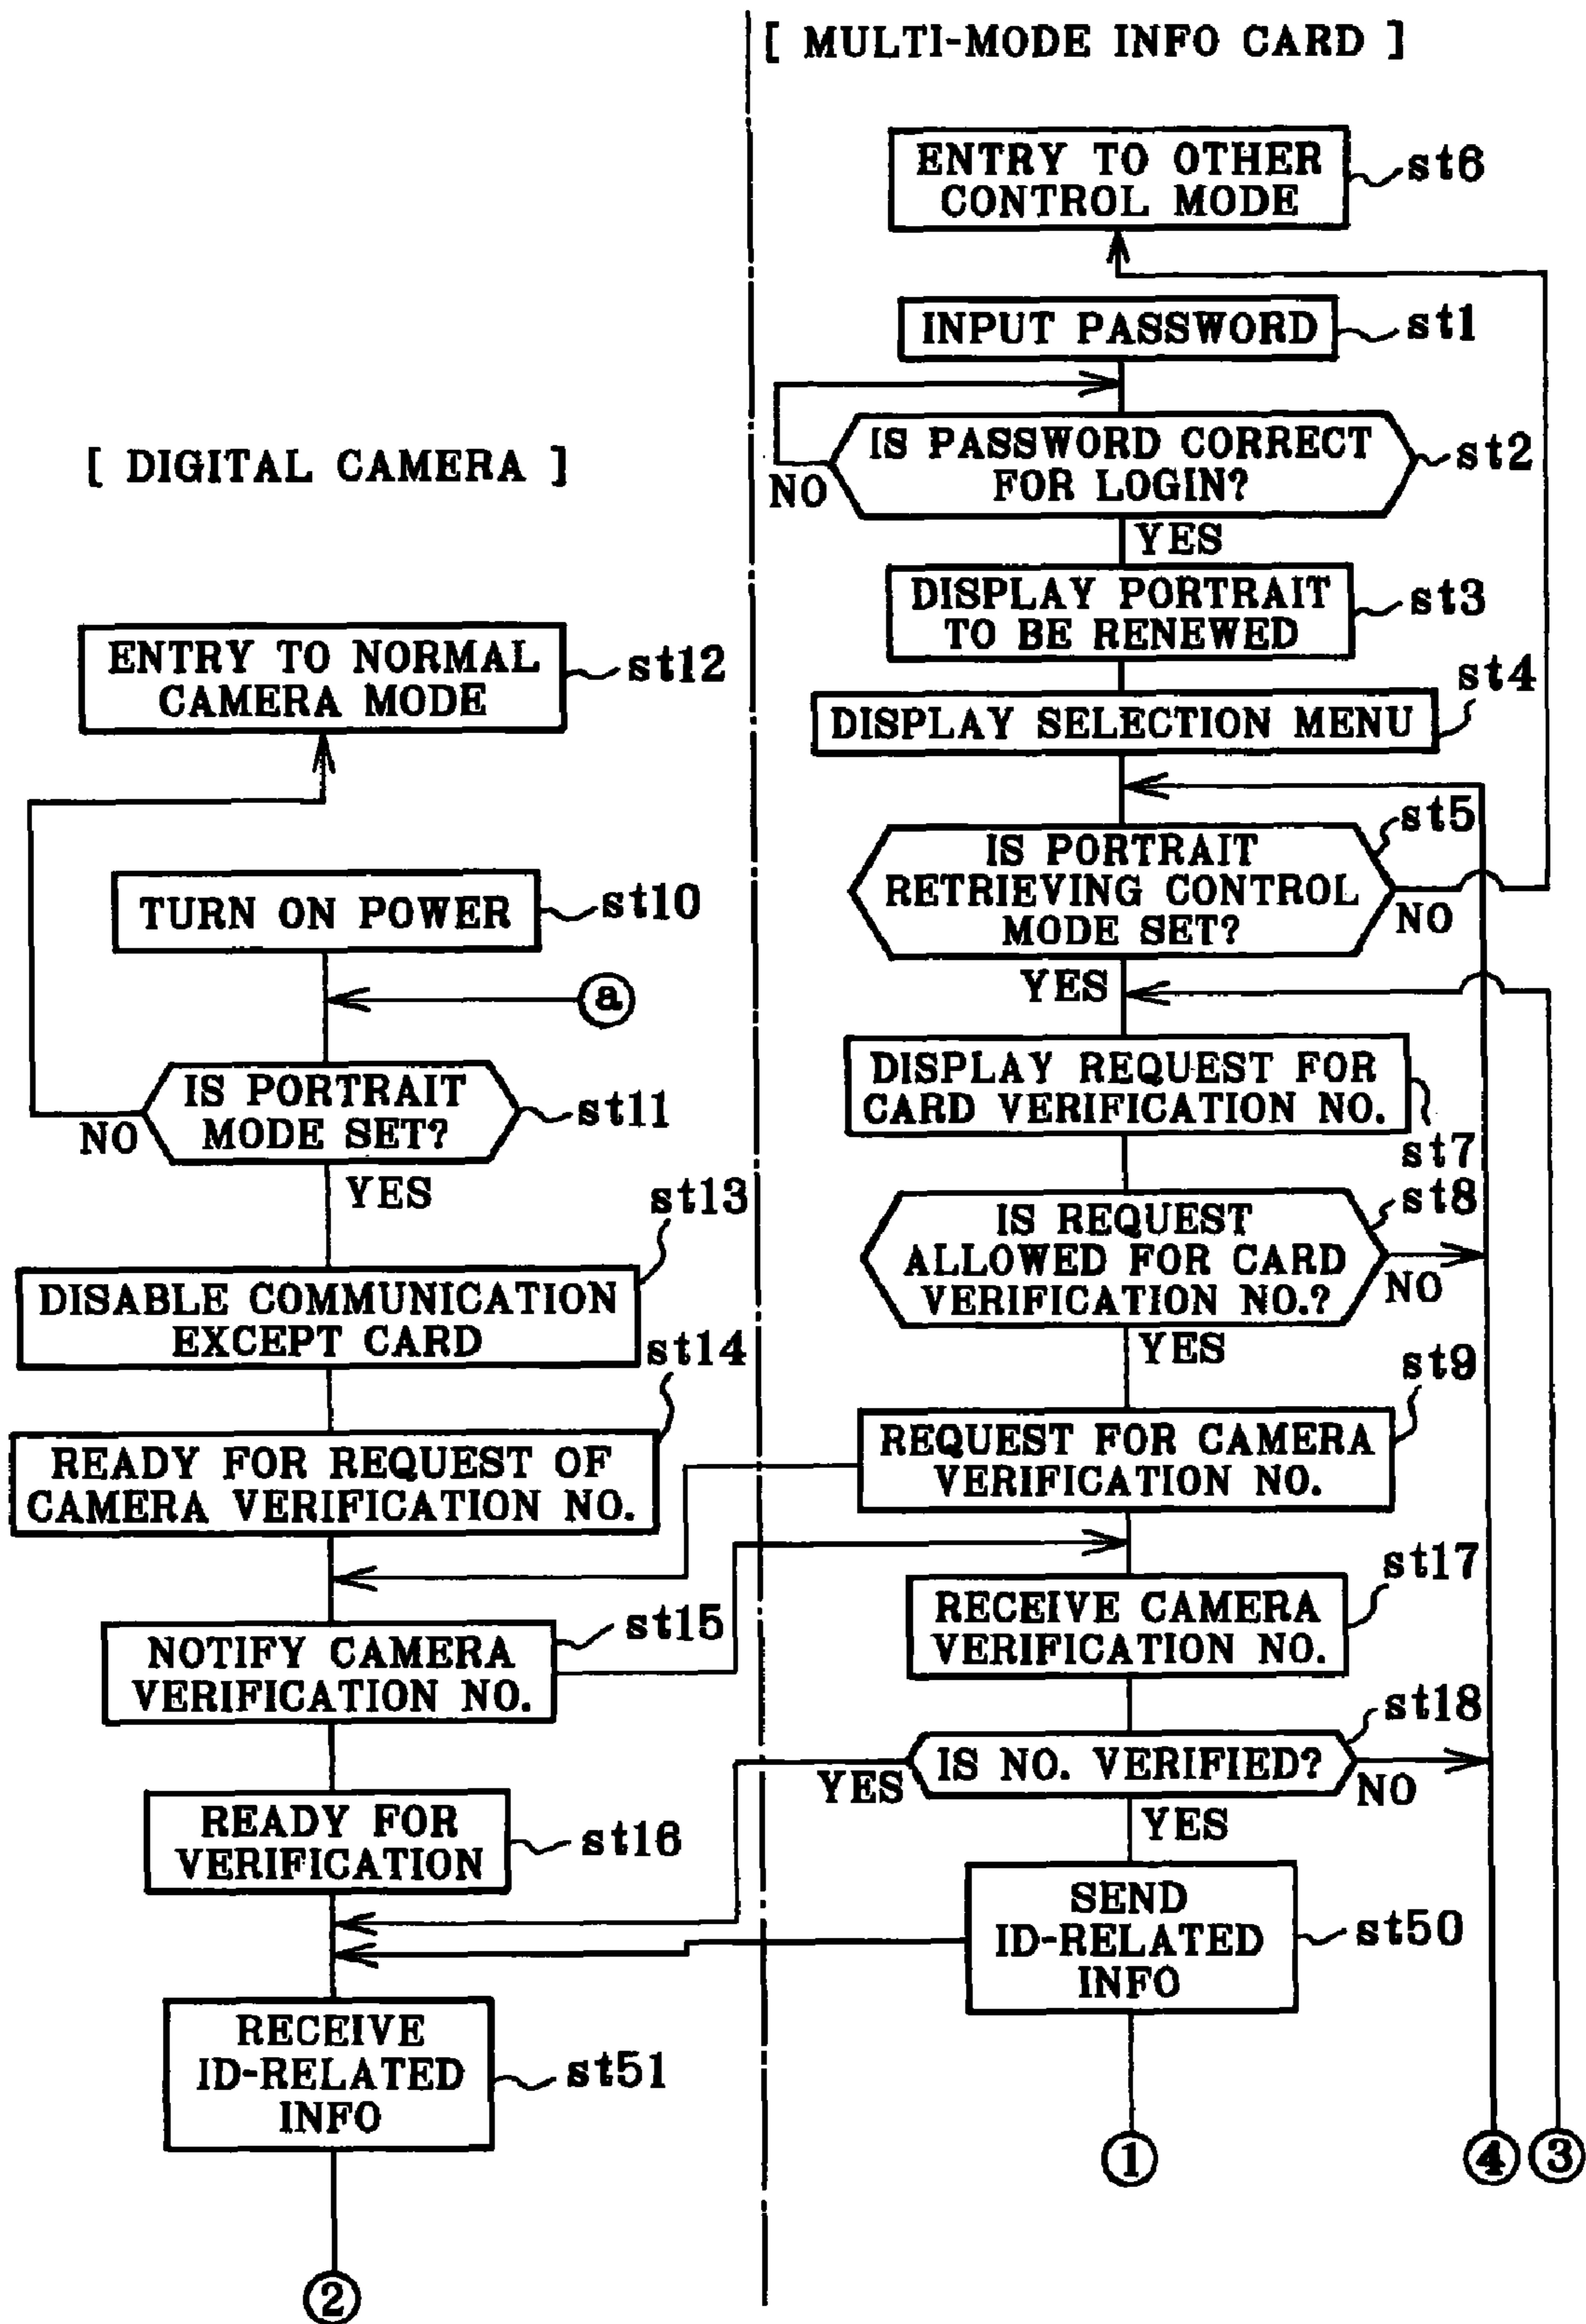 [ MULTI-MODE INFO CARD ]
ENTRY TO OTHER
CONTROL MODE
st6
INPUT PASSWORD
st1
IS PASSWORD CORRECT
FOR LOGIN?
st2
NO
YES
DISPLAY PORTRAIT
TO BE RENEWED
st3
DISPLAY SELECTION MENU
st4
IS PORTRAIT
RETRIEVING CONTROL
MODE SET?
st5
NO
YES
DISPLAY REQUEST FOR
CARD VERIFICATION NO.
st7
IS REQUEST
ALLOWED FOR CARD
VERIFICATION NO.?
st8
NO
YES
REQUEST FOR CAMERA
VERIFICATION NO.
st9
RECEIVE CAMERA
VERIFICATION NO.
st17
IS NO. VERIFIED?
st18
YES
NO
YES
SEND
ID-RELATED
INFO
st50
1
4
3
[ DIGITAL CAMERA ]
ENTRY TO NORMAL
CAMERA MODE
st12
TURN ON POWER
st10
a
IS PORTRAIT
MODE SET?
st11
NO
YES
DISABLE COMMUNICATION
EXCEPT CARD
st13
READY FOR REQUEST OF
CAMERA VERIFICATION NO.
st14
NOTIFY CAMERA
VERIFICATION NO.
st15
READY FOR
VERIFICATION
st16
RECEIVE
ID-RELATED
INFO
st51
2